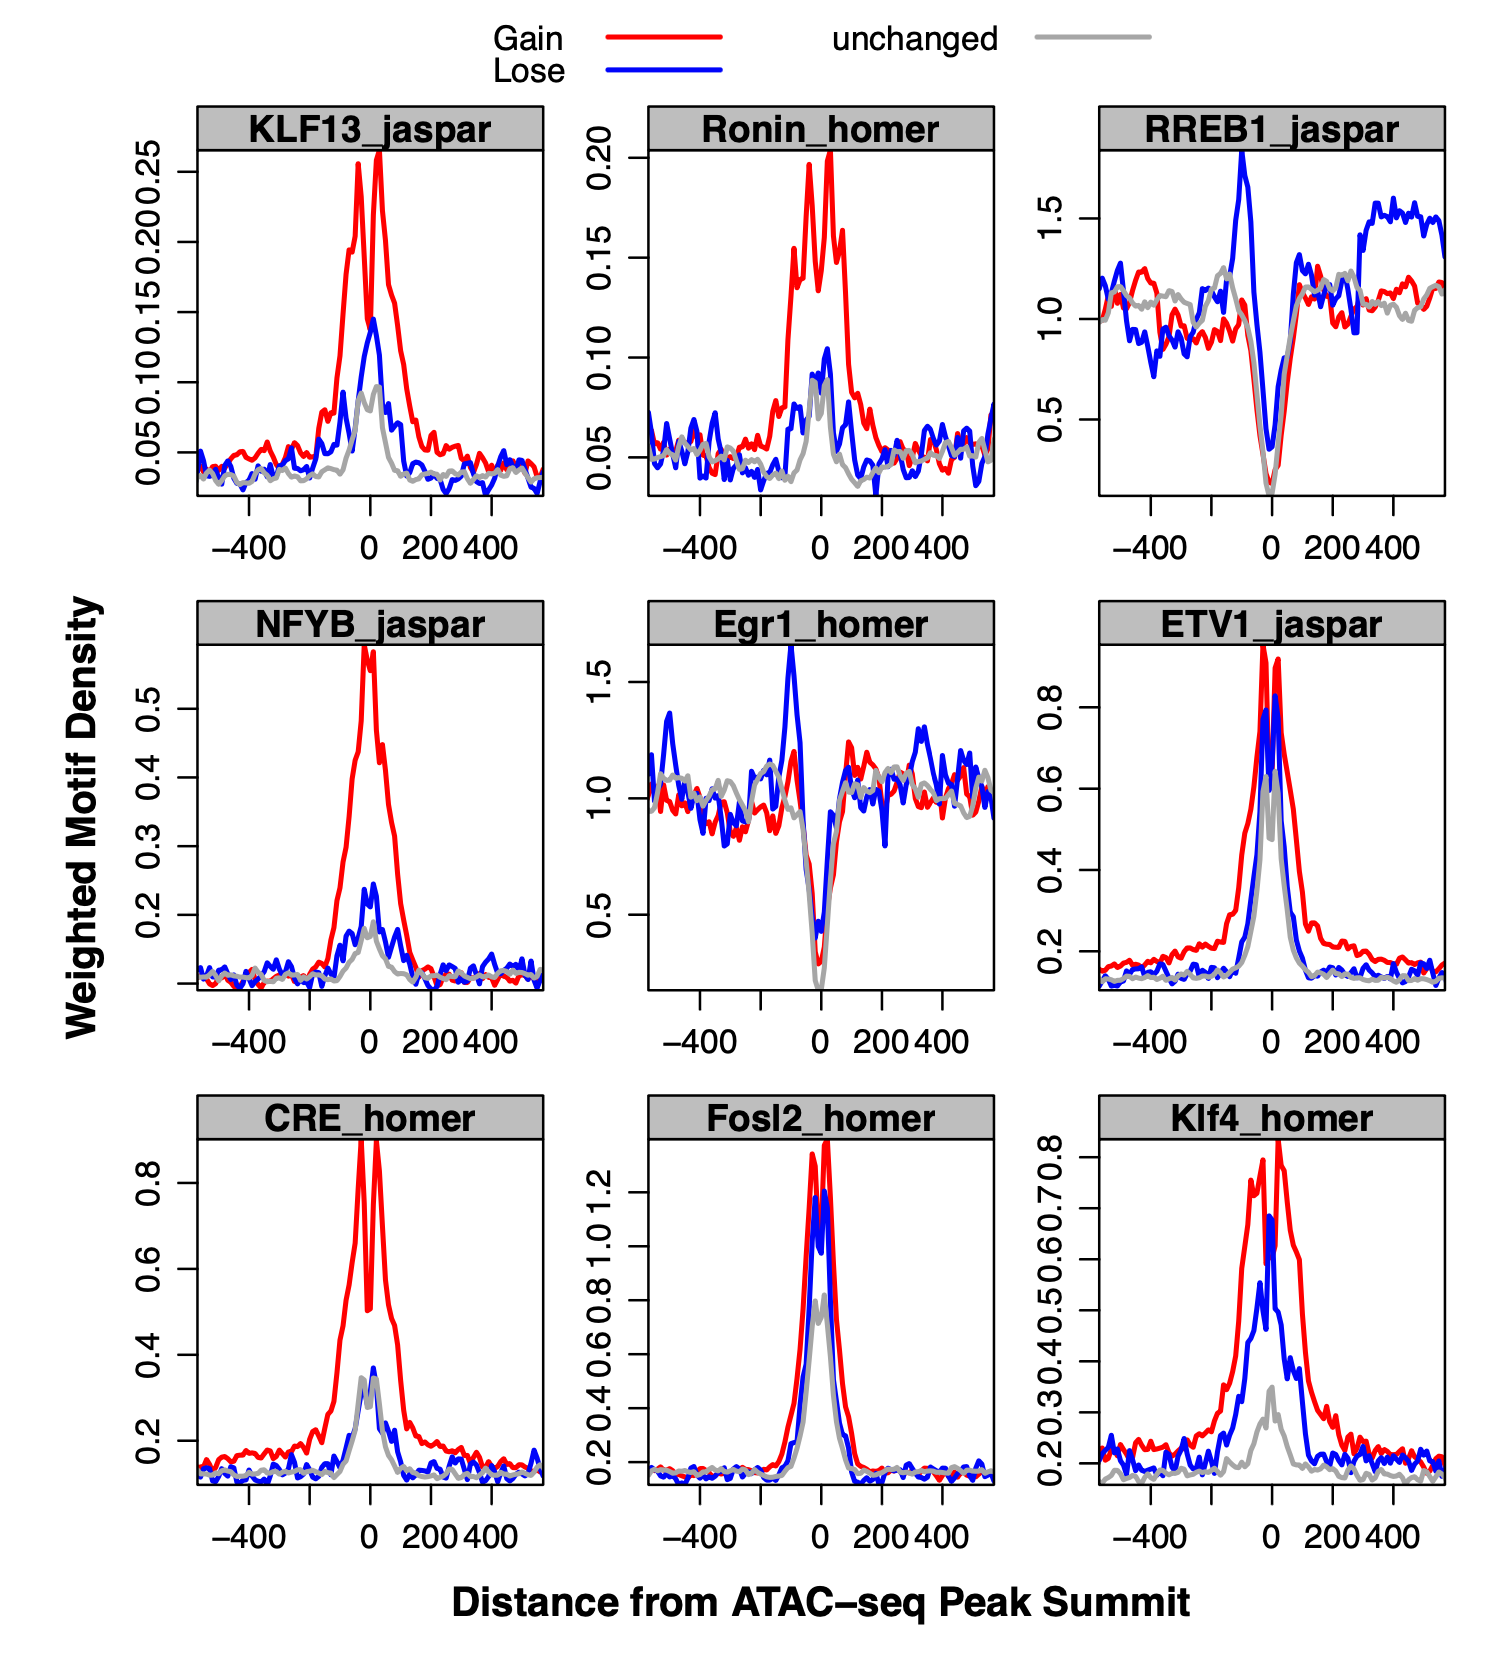 Gain unchanged
Lose
KLF13_jaspar Ronin_homer RREB1_jaspar
0.05 0.10 0.15 0.20 0.25
−400 0 200 400
0.05 0.10 0.15 0.20
−400 0 200 400
0.5 1.0 1.5
−400 0 200 400
NFYB_jaspar Egr1_homer ETV1_jaspar
0.2 0.3 0.4 0.5
−400 0 200 400
0.5 1.0 1.5
−400 0 200 400
0.2 0.4 0.6 0.8
−400 0 200 400
CRE_homer Fosl2_homer Klf4_homer
0.2 0.4 0.6 0.8
−400 0 200 400
0.2 0.4 0.6 0.8 1.0 1.2
−400 0 200 400
0.2 0.3 0.4 0.5 0.6 0.7 0.8
−400 0 200 400
Weighted Motif Density
Distance from ATAC−seq Peak Summit